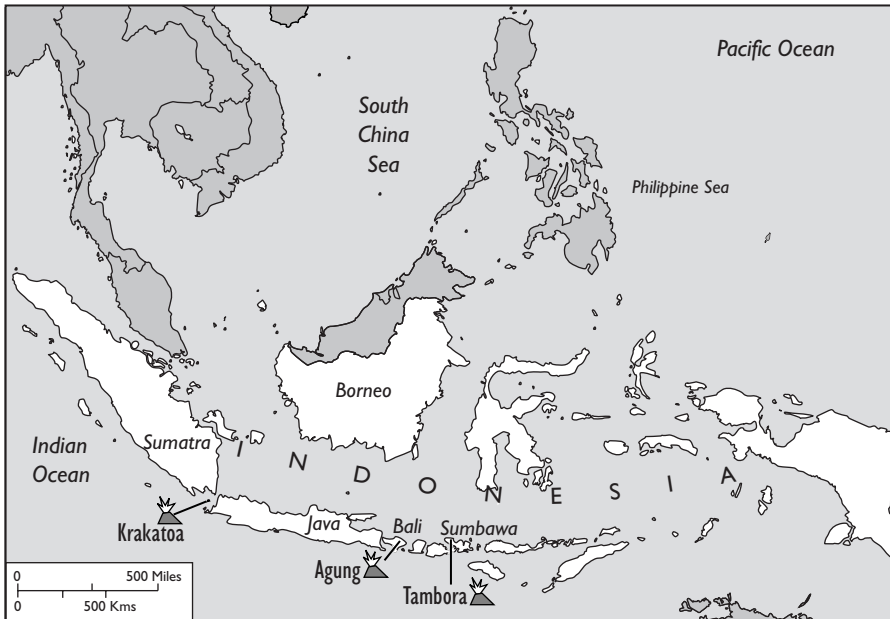 Pacific Ocean
South
China
Sea
Philippine Sea
Borneo
Sumatra
Indian
Ocean
INDONESIA
Krakatoa
Java
Bali
Sumbawa
Agung
Tambora
0 500 Miles
0 500 Kms